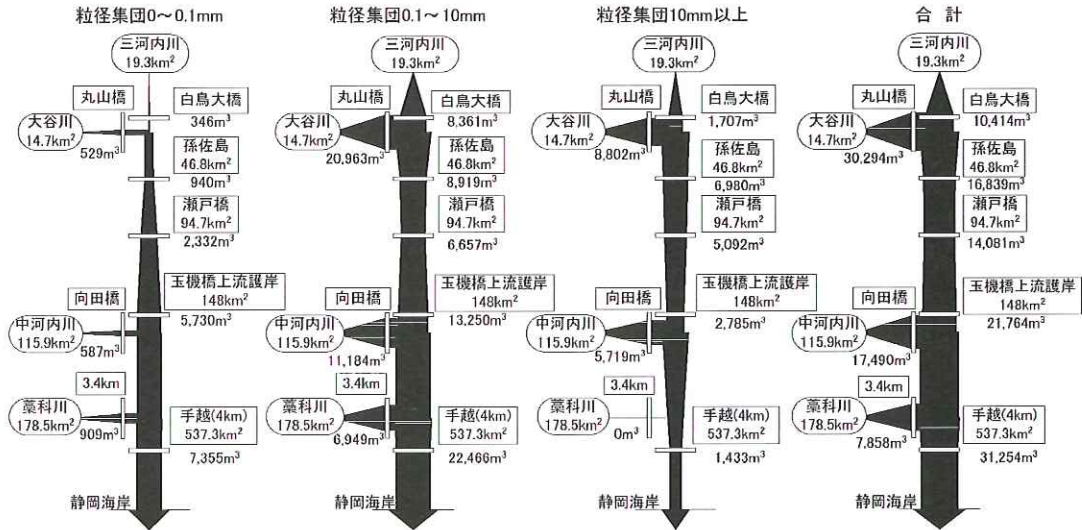 粒径集団0～0.1mm
三河内川
19.3km²
丸山橋
白鳥大橋
346m³
大谷川
14.7km²
529m³
孫佐島
46.8km²
940m³
瀬戸橋
94.7km²
2,332m³
向田橋
玉機橋上流護岸
148km²
5,730m³
中河内川
115.9km²
587m³
3.4km
藁科川
178.5km²
909m³
手越(4km)
537.3km²
7,355m³
静岡海岸
粒径集団0.1～10mm
三河内川
19.3km²
丸山橋
白鳥大橋
8,361m³
大谷川
14.7km²
20,963m³
孫佐島
46.8km²
8,919m³
瀬戸橋
94.7km²
6,657m³
向田橋
玉機橋上流護岸
148km²
13,250m³
中河内川
115.9km²
11,184m³
3.4km
藁科川
178.5km²
6,949m³
手越(4km)
537.3km²
22,466m³
静岡海岸
粒径集団10mm以上
三河内川
19.3km²
丸山橋
白鳥大橋
1,707m³
大谷川
14.7km²
8,802m³
孫佐島
46.8km²
6,980m³
瀬戸橋
94.7km²
5,092m³
向田橋
玉機橋上流護岸
148km²
2,785m³
中河内川
115.9km²
5,719m³
3.4km
藁科川
178.5km²
0m³
手越(4km)
537.3km²
1,433m³
静岡海岸
合 計
三河内川
19.3km²
丸山橋
白鳥大橋
10,414m³
大谷川
14.7km²
30,294m³
孫佐島
46.8km²
16,839m³
瀬戸橋
94.7km²
14,081m³
向田橋
玉機橋上流護岸
148km²
21,764m³
中河内川
115.9km²
17,490m³
3.4km
藁科川
178.5km²
7,858m³
手越(4km)
537.3km²
31,254m³
静岡海岸